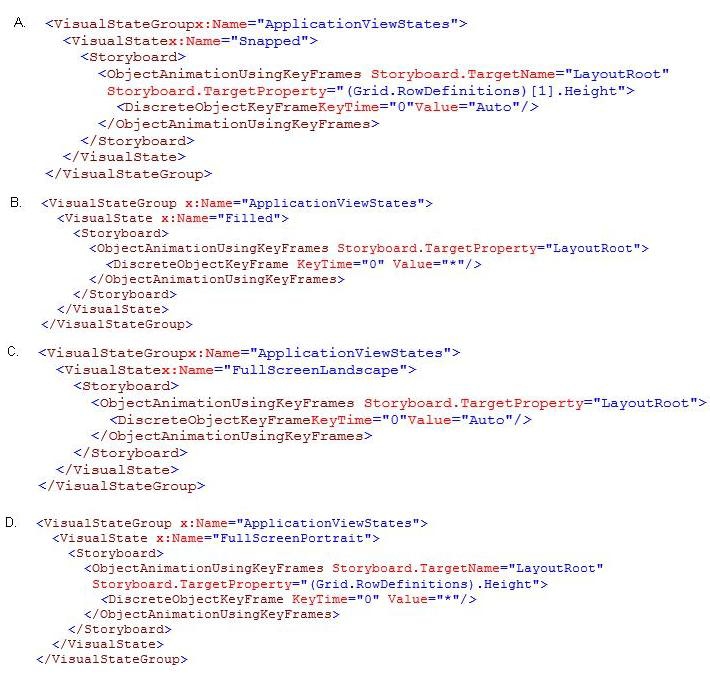 A. <VisualStateGroupx:Name="ApplicationViewStates">
<VisualStatex:Name="Snapped">
<Storyboard>
<ObjectAnimationUsingKeyFrames Storyboard.TargetName="LayoutRoot"
Storyboard.TargetProperty="(Grid.RowDefinitions)[1].Height">
<DiscreteObjectKeyFrameKeyTime="0"Value="Auto"/>
</ObjectAnimationUsingKeyFrames>
</Storyboard>
</VisualState>
</VisualStateGroup>
B. <VisualStateGroup x:Name="ApplicationViewStates">
<VisualState x:Name="Filled">
<Storyboard>
<ObjectAnimationUsingKeyFrames Storyboard.TargetProperty="LayoutRoot">
<DiscreteObjectKeyFrame KeyTime="0" Value="*"/>
</ObjectAnimationUsingKeyFrames>
</Storyboard>
</VisualState>
</VisualStateGroup>
C. <VisualStateGroupx:Name="ApplicationViewStates">
<VisualStatex:Name="FullScreenLandscape">
<Storyboard>
<ObjectAnimationUsingKeyFrames Storyboard.TargetProperty="LayoutRoot">
<DiscreteObjectKeyFrameKeyTime="0"Value="Auto"/>
</ObjectAnimationUsingKeyFrames>
</Storyboard>
</VisualState>
</VisualStateGroup>
D. <VisualStateGroup x:Name="ApplicationViewStates">
<VisualState x:Name="FullScreenPortrait">
<Storyboard>
<ObjectAnimationUsingKeyFrames Storyboard.TargetName="LayoutRoot"
Storyboard.TargetProperty="(Grid.RowDefinitions).Height">
<DiscreteObjectKeyFrame KeyTime="0" Value="*"/>
</ObjectAnimationUsingKeyFrames>
</Storyboard>
</VisualState>
</VisualStateGroup>